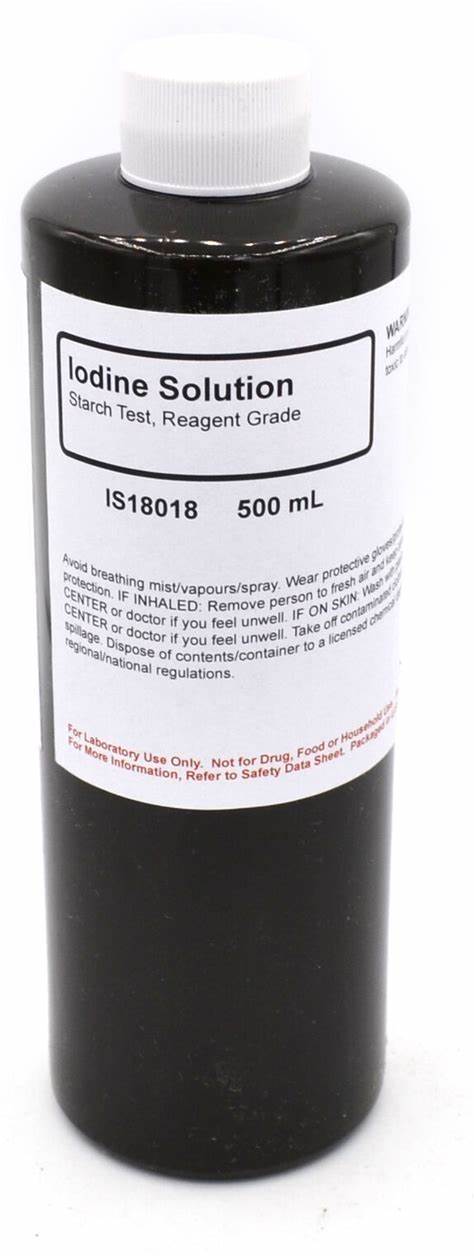 Iodine Solution
Starch Test, Reagent Grade
IS18018 500 mL
Avoid breathing mist/vapours/spray. Wear protective
protection. IF INHALED: Remove person to fresh air and
CENTER or doctor if you feel unwell. IF ON SKIN: Wash with
CENTER or doctor if you feel unwell. Take off contaminated
spillage. Dispose of contents/container to a licensed chemical
regional/national regulations.
For Laboratory Use Only. Not for Drug, Food or Household Use.
For More Information, Refer to Safety Data Sheet. Packaged in